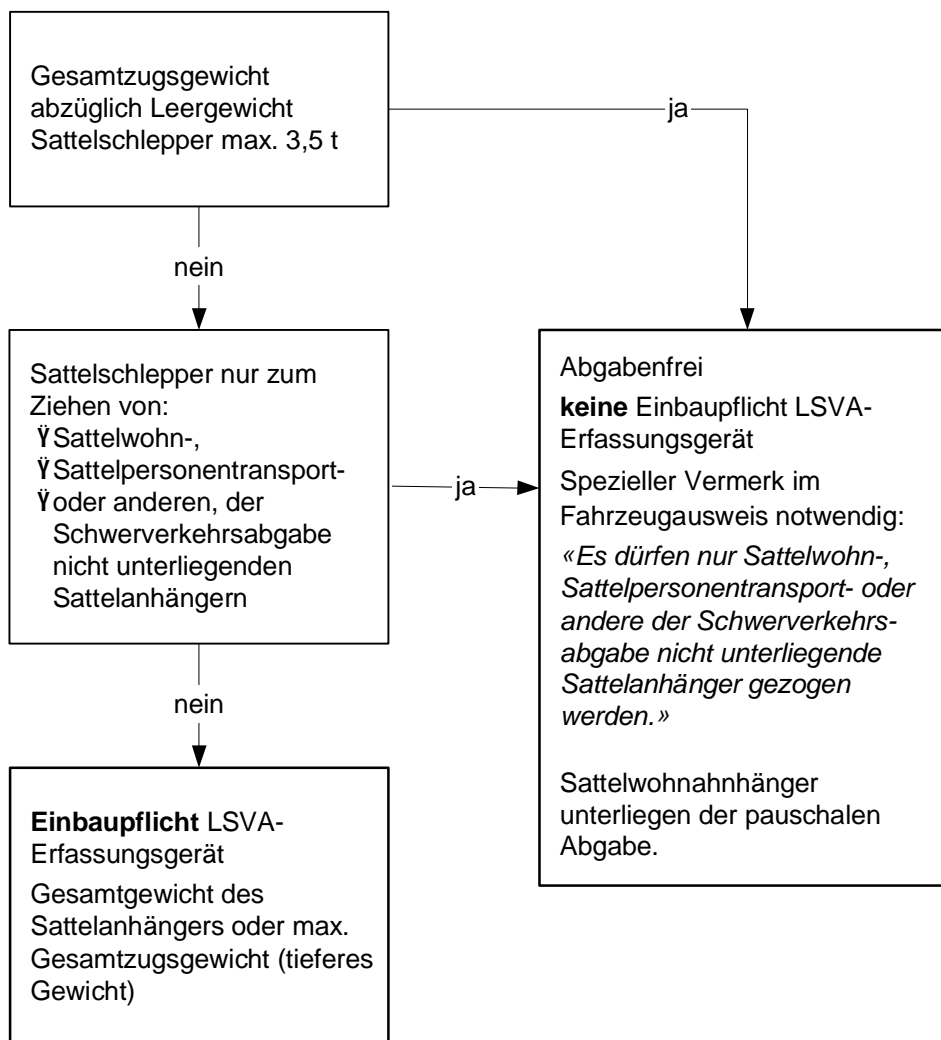 Gesamtzugsgewicht
abzüglich Leergewicht
Sattelschlepper max. 3,5 t
ja
nein
Sattelschlepper nur zum
Ziehen von:
ŸSattelwohn-,
ŸSattelpersonentransport-
Ÿoder anderen, der
Schwerverkehrsabgabe
nicht unterliegenden
Sattelanhängern
ja
Abgabenfrei
keine Einbaupflicht LSVA-
Erfassungsgerät
Spezieller Vermerk im
Fahrzeugausweis notwendig:
«Es dürfen nur Sattelwohn-,
Sattelpersonentransport- oder
andere der Schwerverkehrs-
abgabe nicht unterliegende
Sattelanhänger gezogen
werden.»
Sattelwohnahnhänger
unterliegen der pauschalen
Abgabe.
nein
Einbaupflicht LSVA-
Erfassungsgerät
Gesamtgewicht des
Sattelanhängers oder max.
Gesamtzugsgewicht (tieferes
Gewicht)